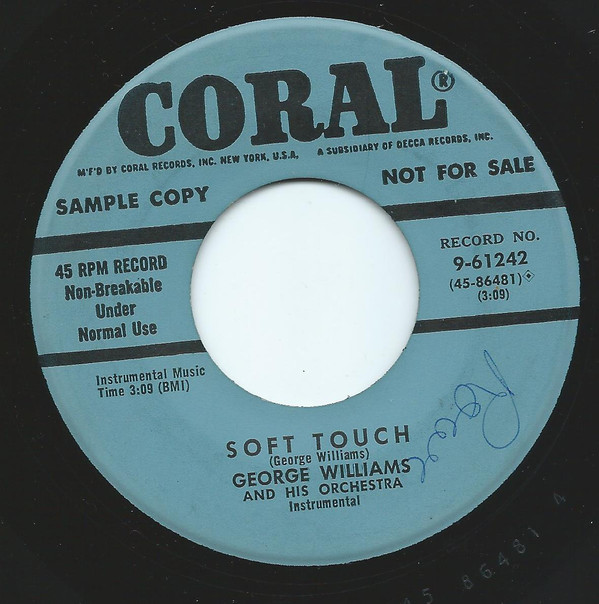 CORAL®
M'F'D BY CORAL RECORDS, INC. NEW YORK, U.S.A. A SUBSIDIARY OF DECCA RECORDS, INC.
SAMPLE COPY
NOT FOR SALE
45 RPM RECORD
Non-Breakable
Under
Normal Use
RECORD NO.
9-61242
(45-86481)
(3:09)
Instrumental Music
Time 3:09 (BMI)
SOFT TOUCH
(George Williams)
GEORGE WILLIAMS
AND HIS ORCHESTRA
Instrumental
45 86481 A